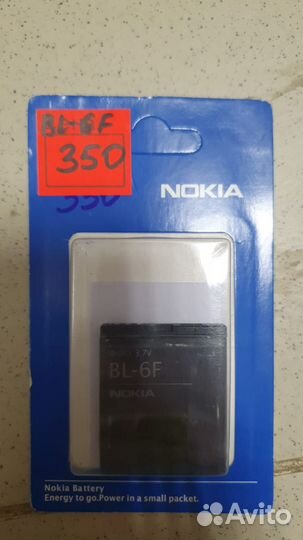 BL-6F
350
350
NOKIA
3.7V
BL-6F
NOKIA
Nokia Battery
Energy to go.Power in a small packet.
Avito